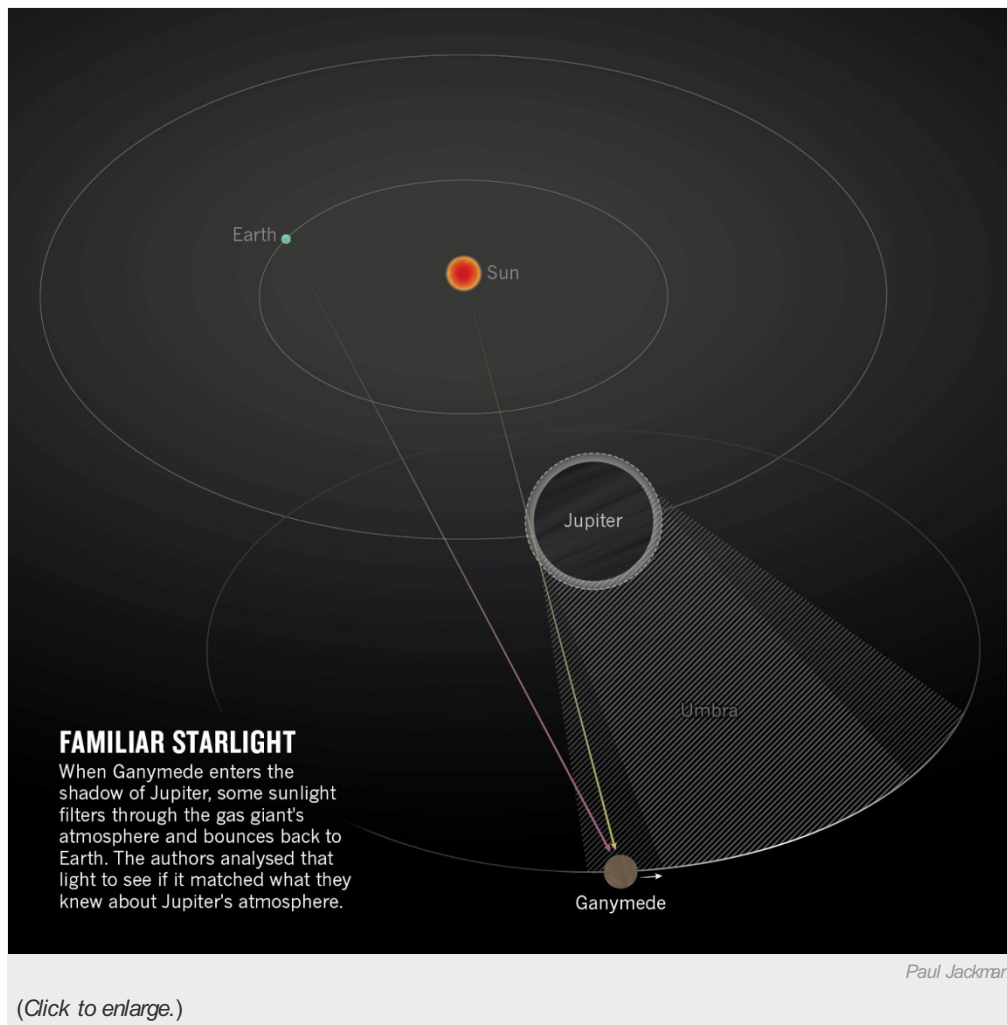 Earth
Sun
Jupiter
Umbra
FAMILIAR STARLIGHT
When Ganymede enters the
shadow of Jupiter, some sunlight
filters through the gas giant's
atmosphere and bounces back to
Earth. The authors analysed that
light to see if it matched what they
knew about Jupiter's atmosphere.
Ganymede
Paul Jackman
(Click to enlarge.)